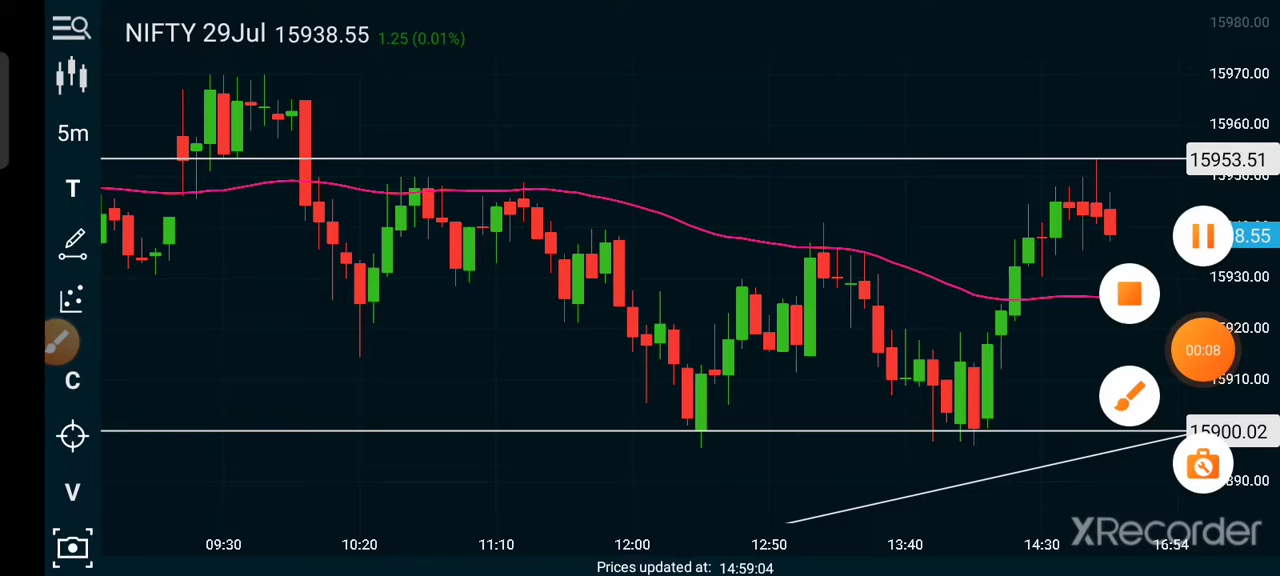 NIFTY 29Jul 15938.55 1.25 (0.01%)
15980.00
15970.00
5m
15960.00
15953.51
T
8.55
15930.00
15920.00
00:08
C
15910.00
15900.02
V
XRecorder
09:30 10:20 11:10 12:00 12:50 13:40 14:30 16:54
Prices updated at: 14:59:04